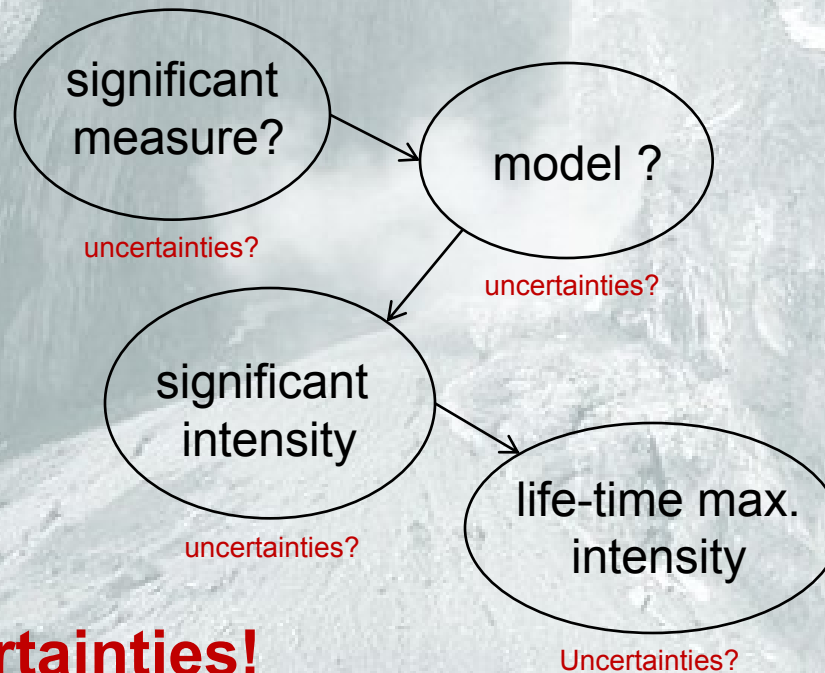 significant
measure?
uncertainties?
model ?
uncertainties?
significant
intensity
uncertainties?
life-time max.
intensity
Uncertainties?